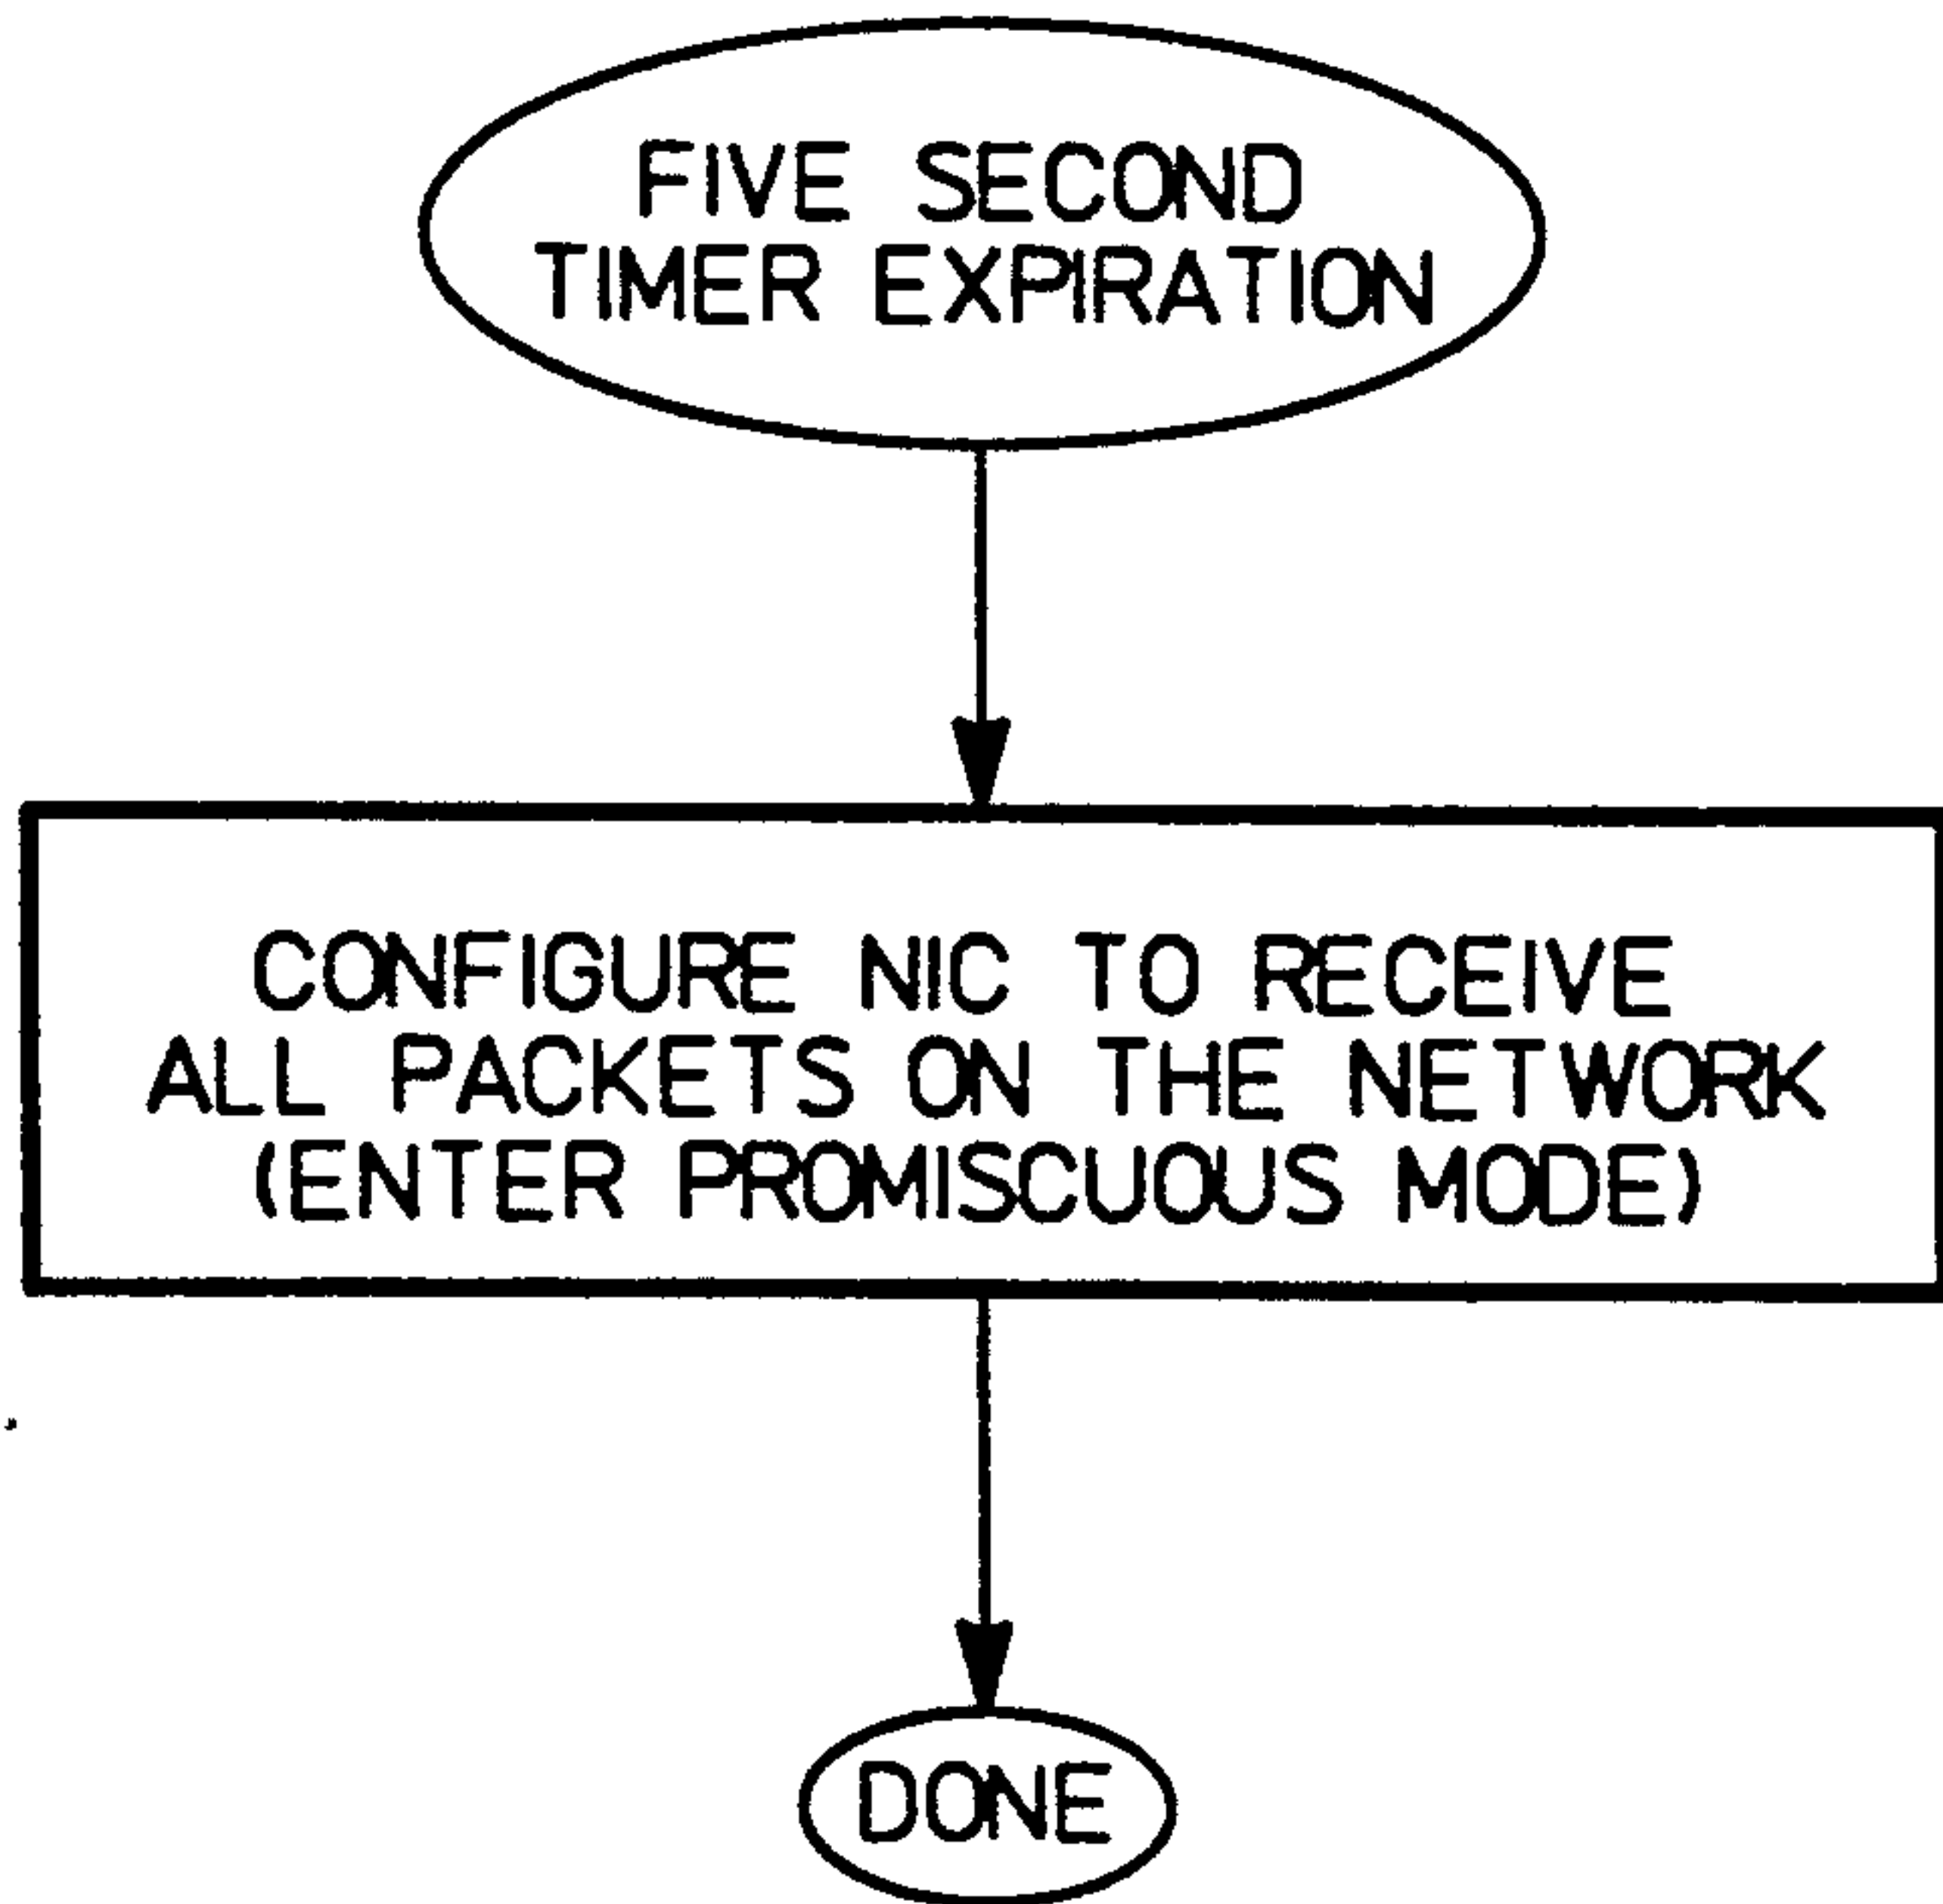 FIVE SECOND
TIMER EXPIRATION
CONFIGURE NIC TO RECEIVE
ALL PACKETS ON THE NETWORK
(ENTER PROMISCUOUS MODE)
DONE